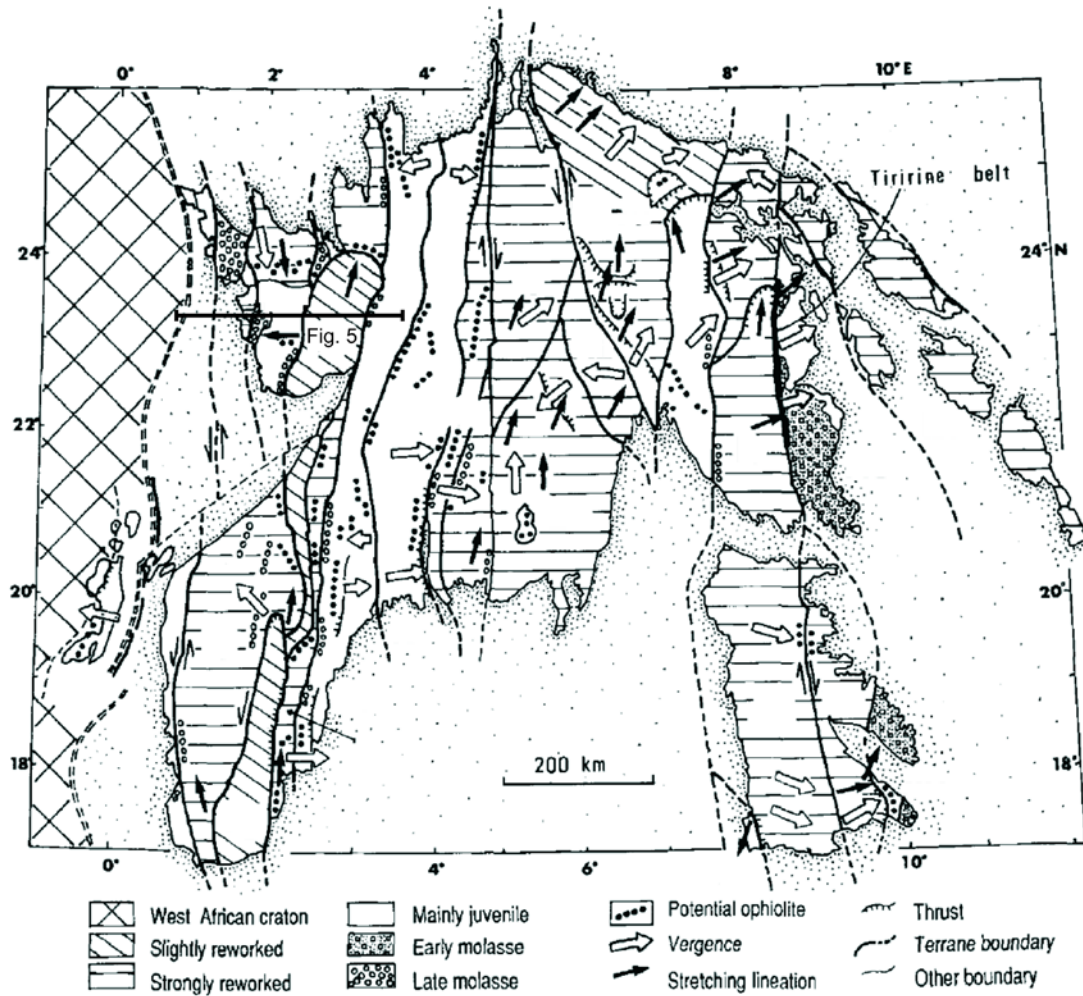 0° 2° 4° 8° 10° E
Tiririne belt
24° 24° N
Fig. 5
22°
20° 20°
18° 200 km 18°
0° 2° 4° 6° 10°
West African craton Mainly juvenile Potential ophiolite Thrust
Slightly reworked Early molasse Vergence Terrane boundary
Strongly reworked Late molasse Stretching lineation Other boundary